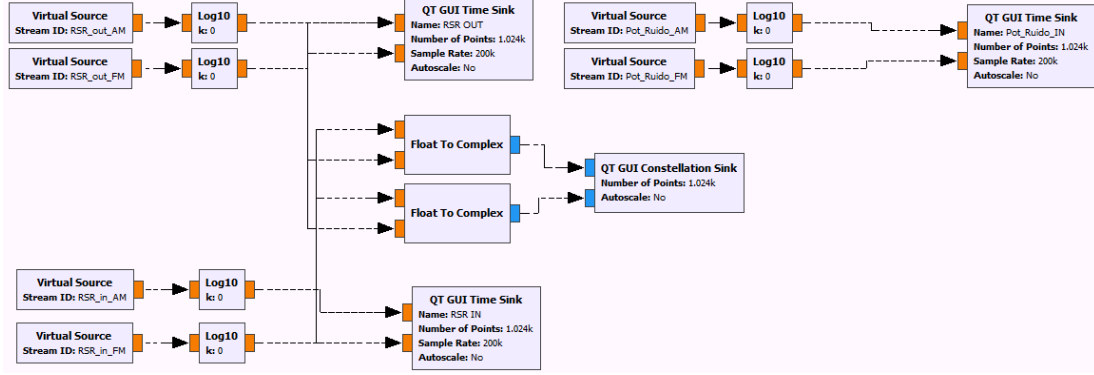 Virtual Source
Stream ID: RSR_out_AM
Log10
k: 0
Virtual Source
Stream ID: RSR_out_FM
Log10
k: 0
QT GUI Time Sink
Name: RSR OUT
Number of Points: 1.024k
Sample Rate: 200k
Autoscale: No
Virtual Source
Stream ID: Pot_Ruido_AM
Log10
k: 0
Virtual Source
Stream ID: Pot_Ruido_FM
Log10
k: 0
QT GUI Time Sink
Name: Pot_Ruido_IN
Number of Points: 1.024k
Sample Rate: 200k
Autoscale: No
Float To Complex
Float To Complex
QT GUI Constellation Sink
Number of Points: 1.024k
Autoscale: No
Virtual Source
Stream ID: RSR_in_AM
Log10
k: 0
Virtual Source
Stream ID: RSR_in_FM
Log10
k: 0
QT GUI Time Sink
Name: RSR IN
Number of Points: 1.024k
Sample Rate: 200k
Autoscale: No